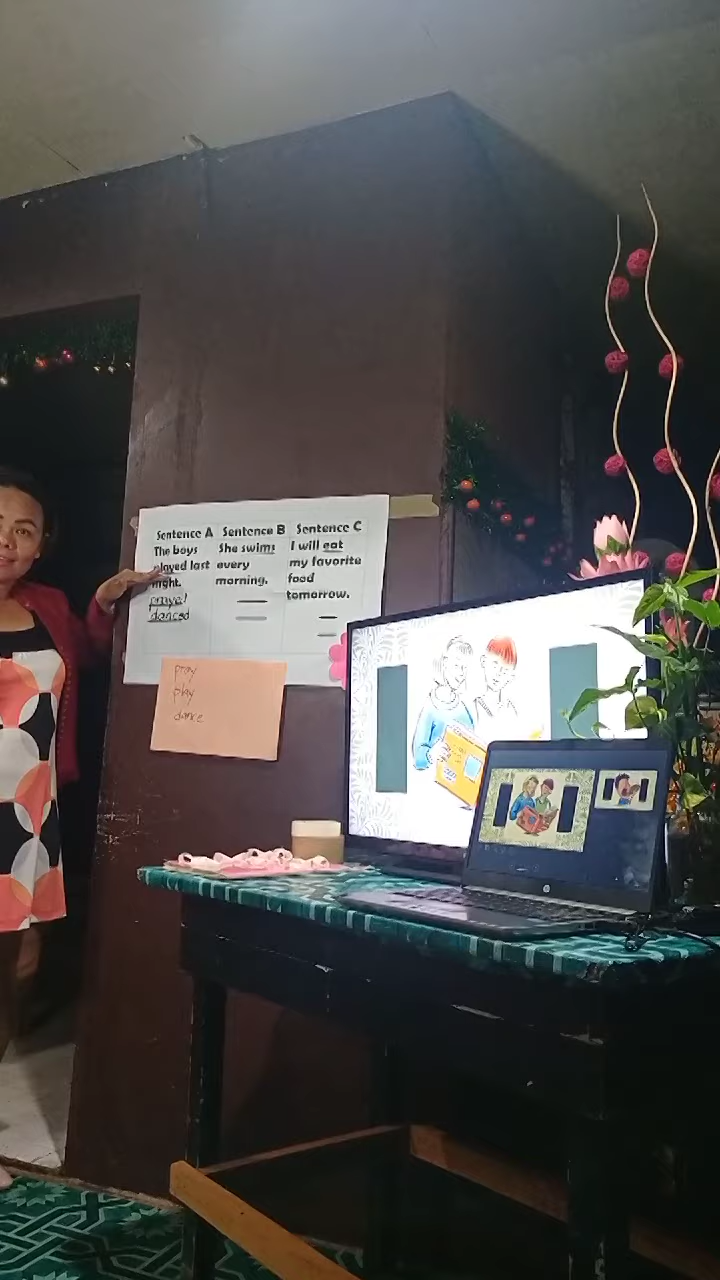 Sentence A
The boys
played last
night.
prayed
danced
Sentence B
She swims
every
morning.
Sentence C
I will eat
my favorite
food
tomorrow.
pray
play
dance
hp